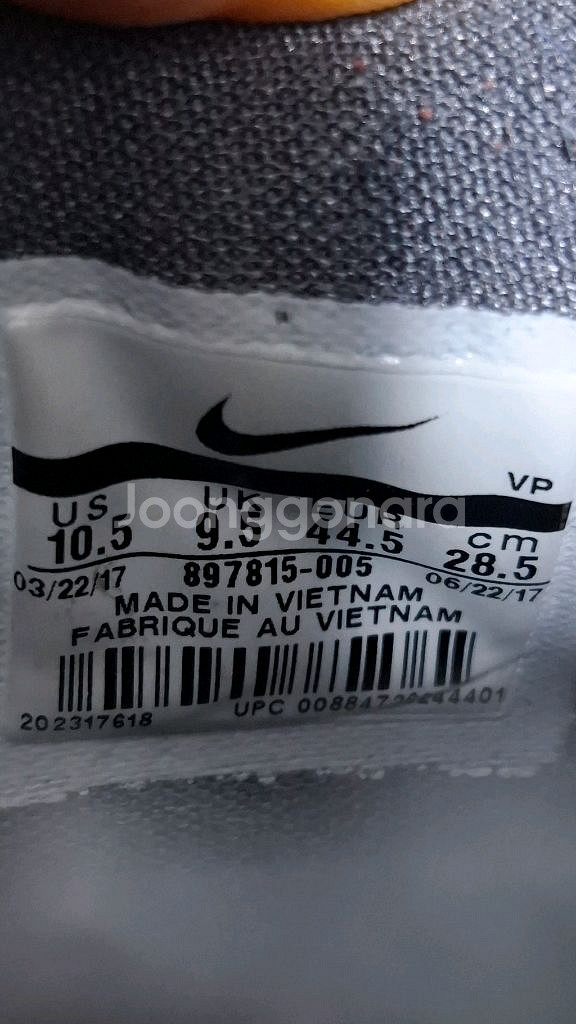 VP
US UK EUR cm
10.5 9.5 44.5 28.5
03/22/17 897815-005 06/22/17
MADE IN VIETNAM
FABRIQUE AU VIETNAM
202317618 UPC
Joonggonara